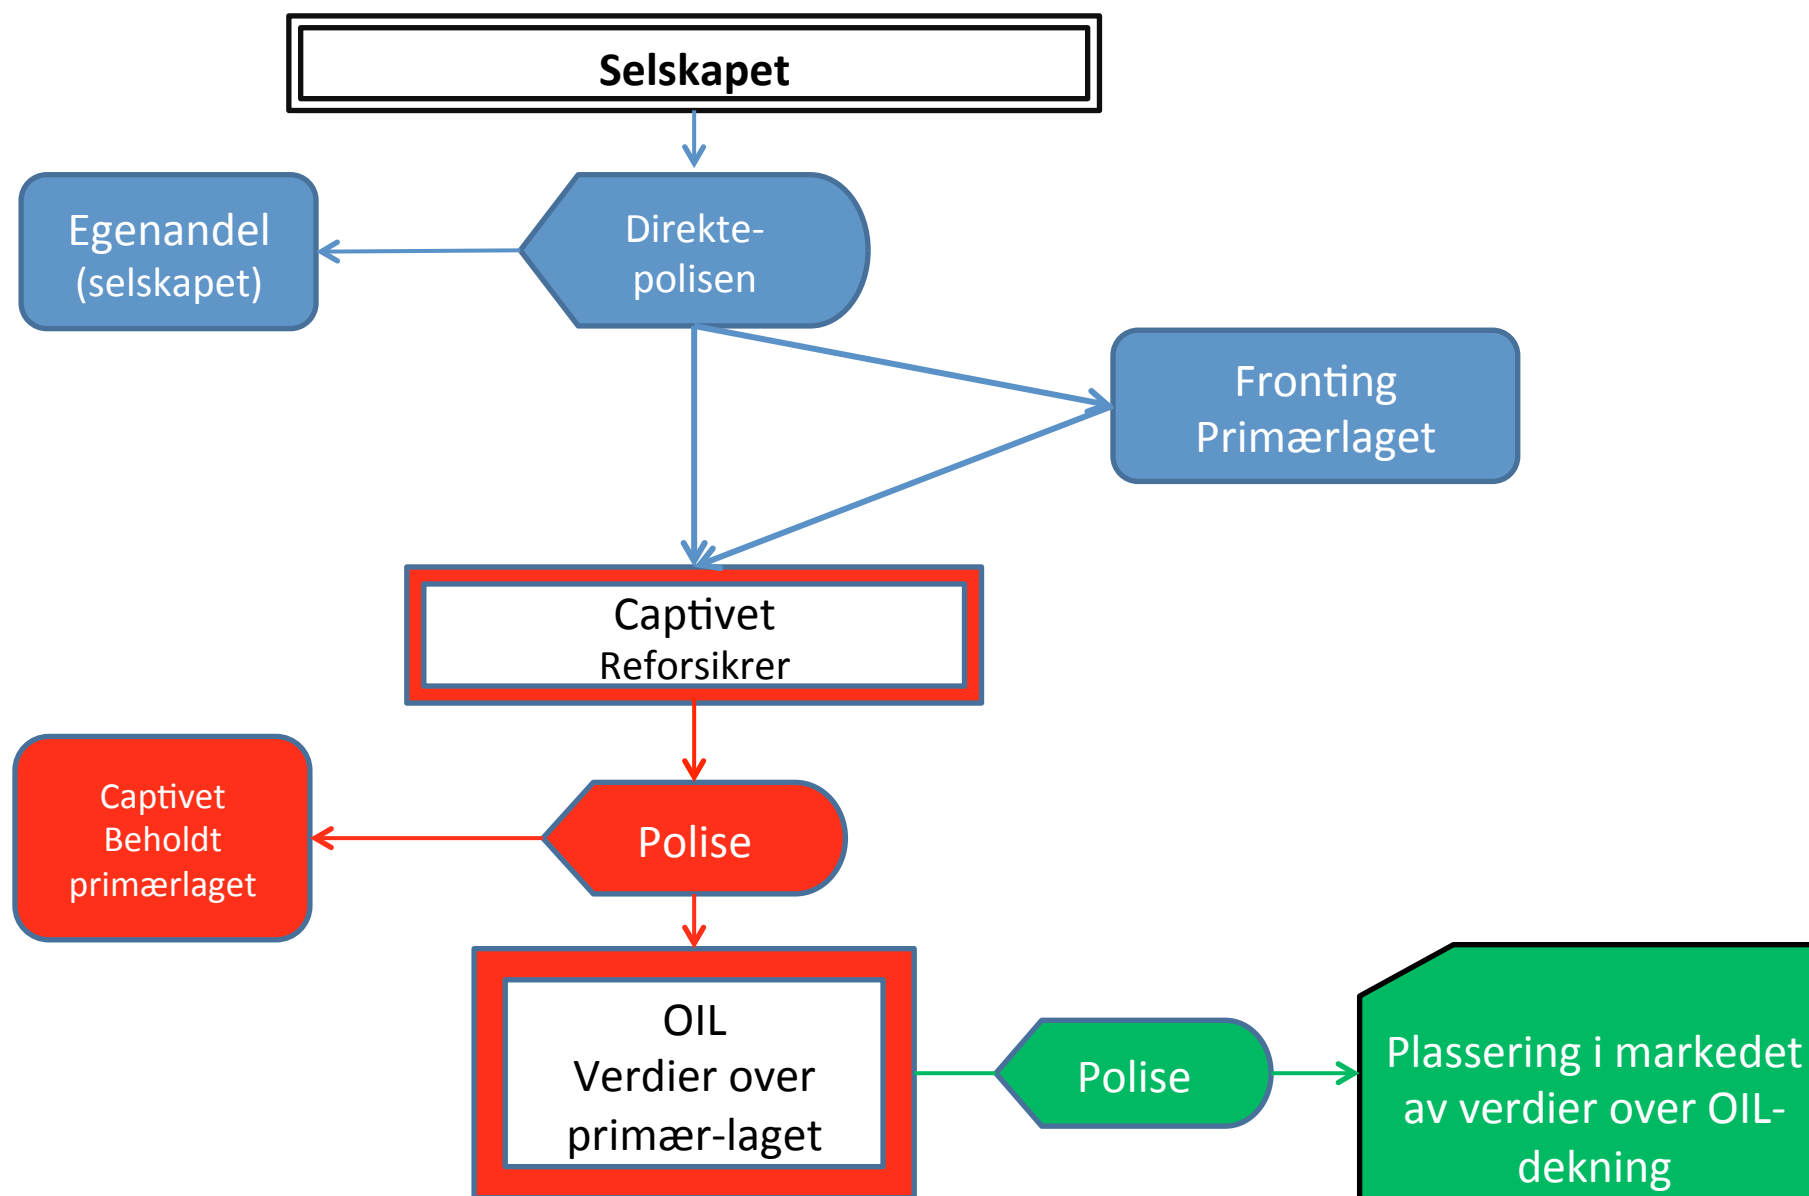 Selskapet
Egenandel
(selskapet)
Direkte-
polisen
Fronting
Primærlaget
Captivet
Reforsikrer
Captivet
Beholdt
primærlaget
Polise
OIL
Verdier over
primær-laget
Polise
Plassering i markedet
av verdier over OIL-
dekning